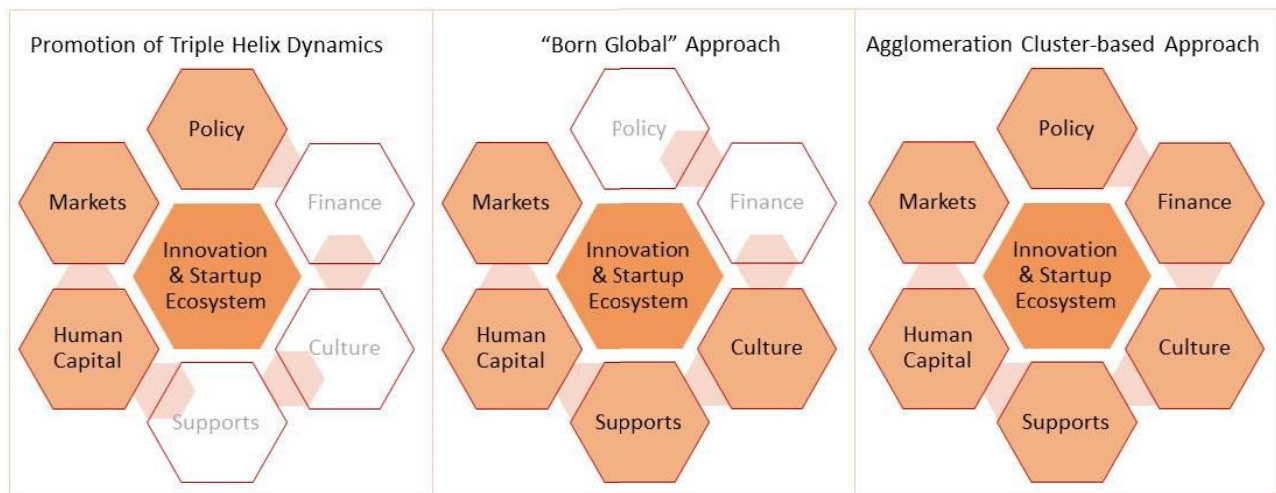 Promotion of Triple Helix Dynamics
Policy
Markets
Finance
Innovation
& Startup
Ecosystem
Human
Capital
Culture
Supports
“Born Global” Approach
Policy
Markets
Finance
Innovation
& Startup
Ecosystem
Human
Capital
Culture
Supports
Agglomeration Cluster-based Approach
Policy
Markets
Finance
Innovation
& Startup
Ecosystem
Human
Capital
Culture
Supports